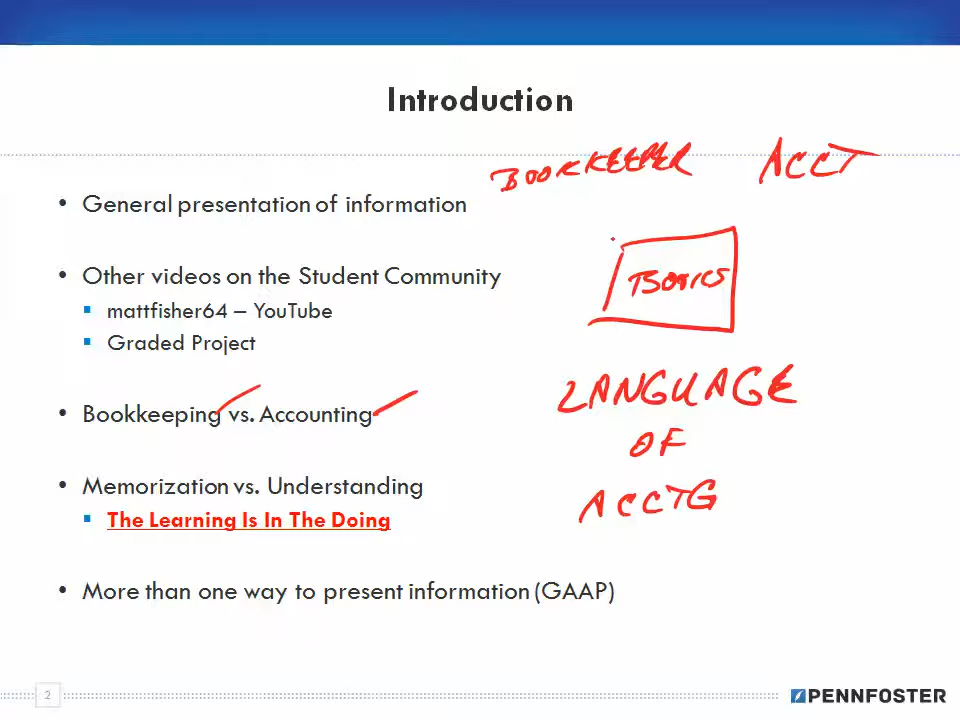 Introduction
BOOKKEEPER ACCT
• General presentation of information
BOOKS
• Other videos on the Student Community
▪ mattfisher64 – YouTube
▪ Graded Project
LANGUAGE
• Bookkeeping vs. Accounting
OF
• Memorization vs. Understanding
ACCTG
▪ The Learning Is In The Doing
• More than one way to present information (GAAP)
2
PENNFOSTER